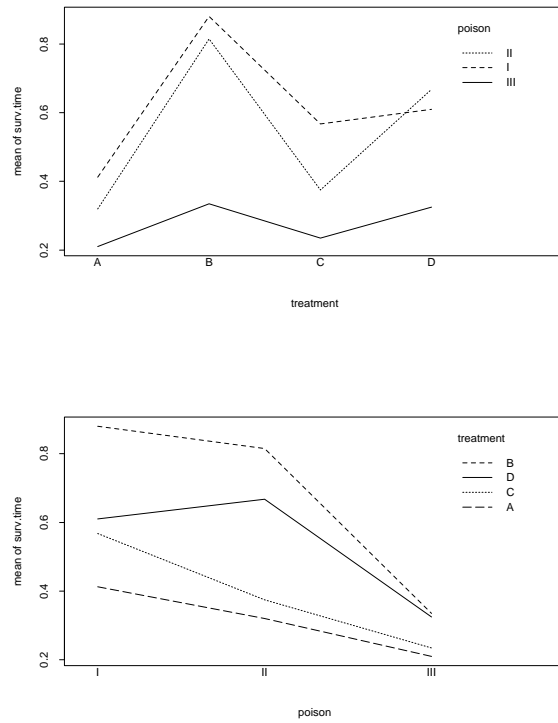 poison
II
I
III
mean of surv.time
0.8
0.6
0.4
0.2
A B C D
treatment
treatment
B
D
C
A
mean of surv.time
0.8
0.6
0.4
0.2
I II III
poison